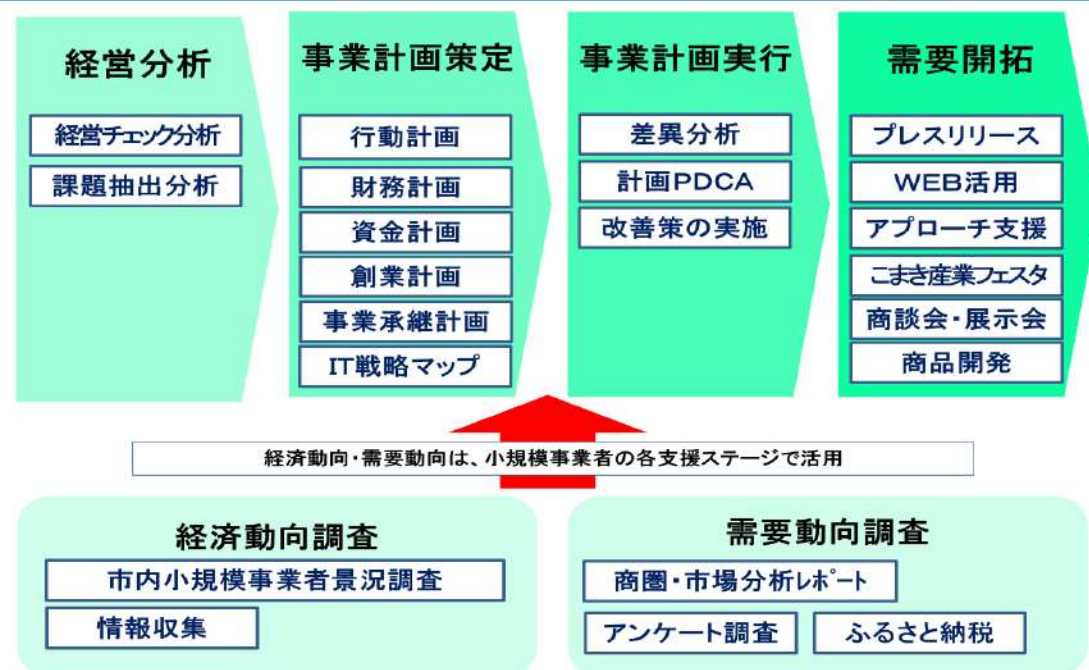 経営分析
経営チェック分析
課題抽出分析
事業計画策定
行動計画
財務計画
資金計画
創業計画
事業承継計画
IT戦略マップ
事業計画実行
差異分析
計画PDCA
改善策の実施
需要開拓
プレスリリース
WEB活用
アプローチ支援
こまき産業フェスタ
商談会・展示会
商品開発
経済動向・需要動向は、小規模事業者の各支援ステージで活用
経済動向調査
市内小規模事業者景況調査
情報収集
需要動向調査
商圏・市場分析ﾚﾎﾟｰﾄ
アンケート調査
ふるさと納税